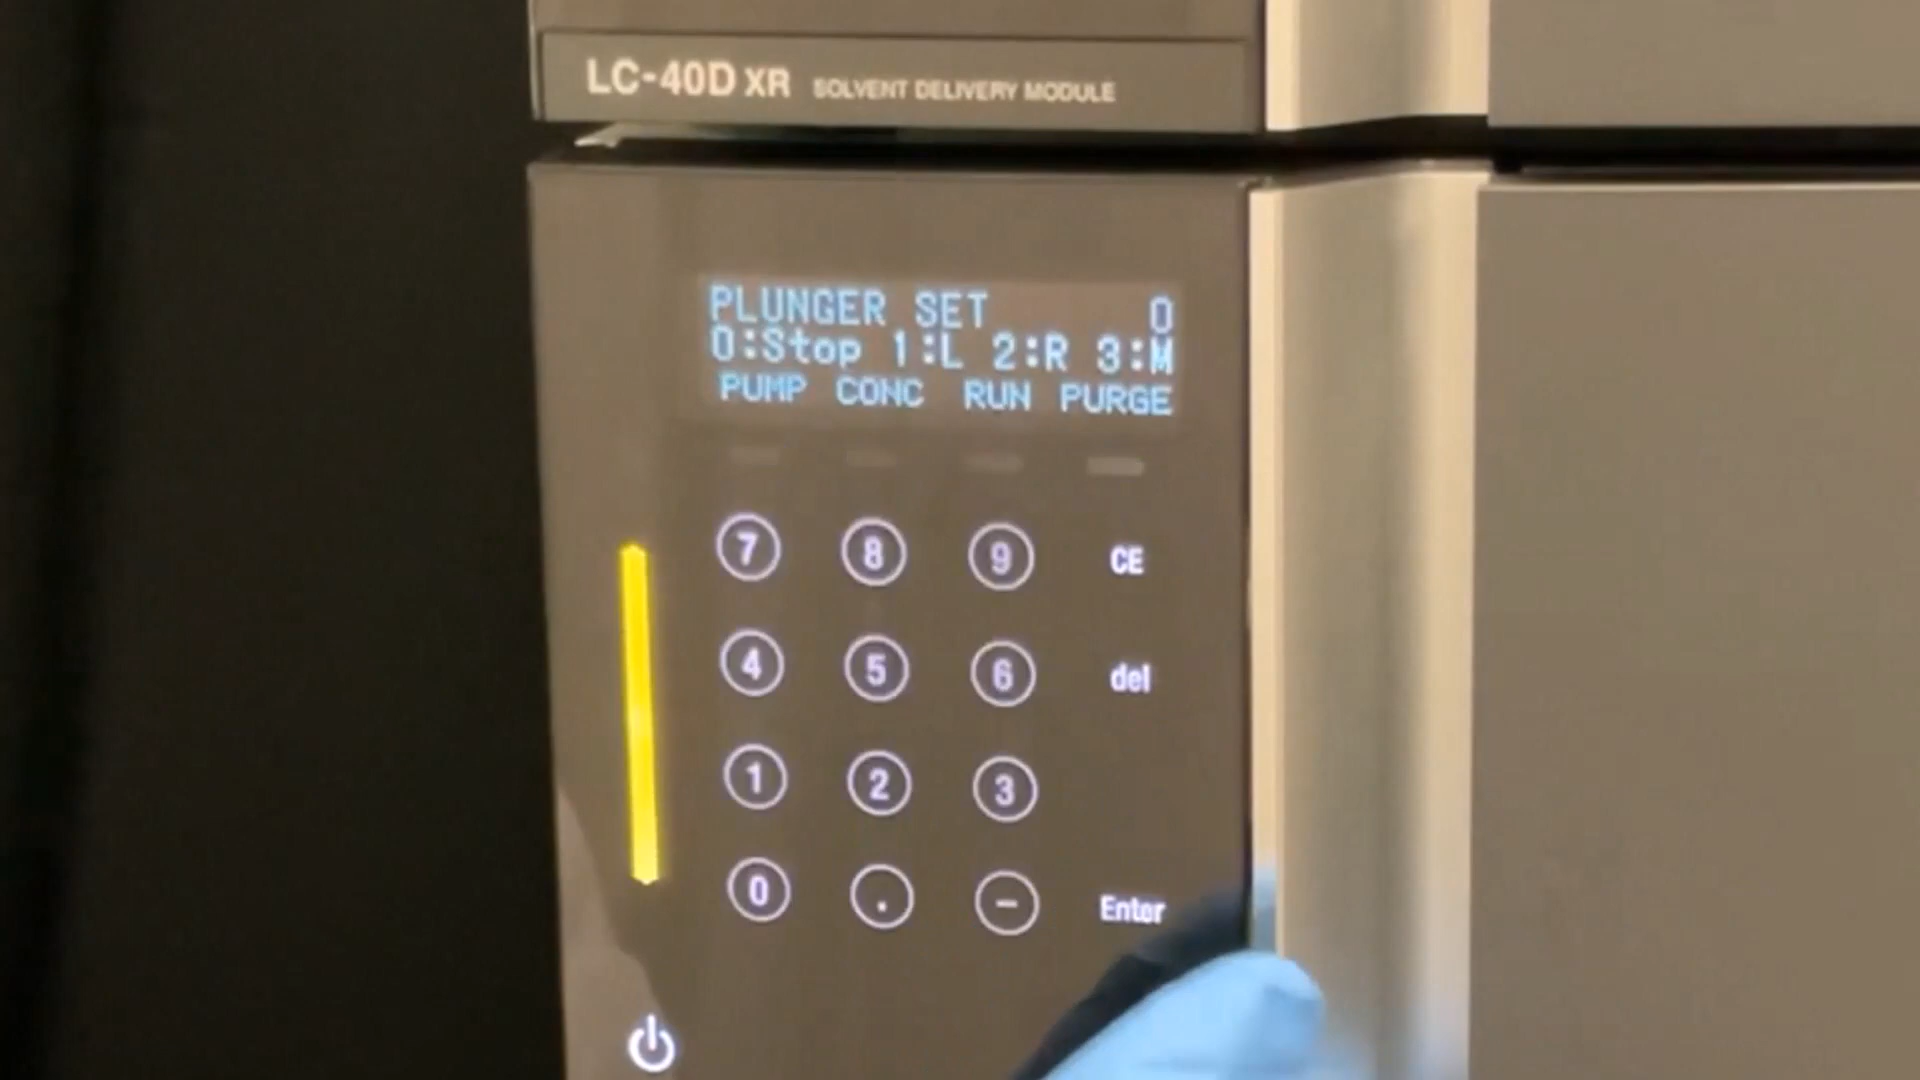 LC-40D XR SOLVENT DELIVERY MODULE
PLUNGER SET 0
0:Stop 1:L 2:R 3:M
PUMP CONC RUN PURGE
7 8 9 CE
4 5 6 del
1 2 3
0 . - Enter